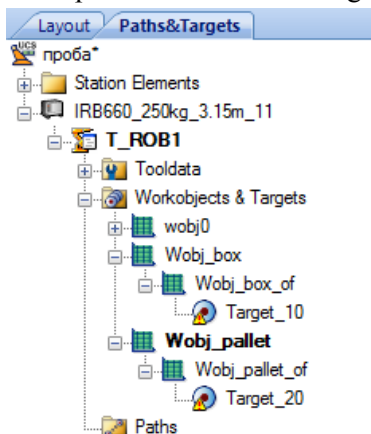 Layout Paths&Targets
проба*
Station Elements
IRB660_250kg_3.15m_11
T_ROB1
Tooldata
Workobjects & Targets
wobj0
Wobj_box
Wobj_box_of
Target_10
Wobj_pallet
Wobj_pallet_of
Target_20
Paths